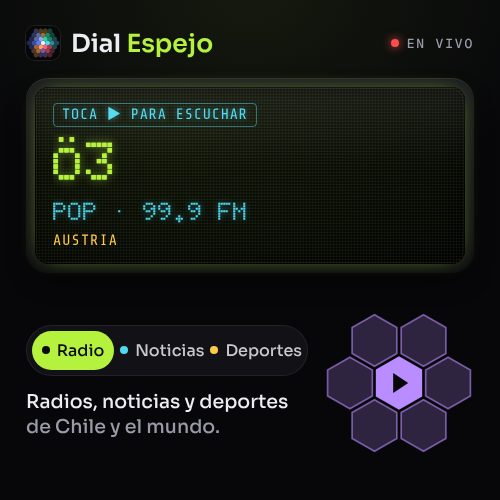 Dial Espejo
EN VIVO
TOCA ▶ PARA ESCUCHAR
Ö3
POP · 99.9 FM
AUSTRIA
Radio
Noticias
Deportes
Radios, noticias y deportes
de Chile y el mundo.